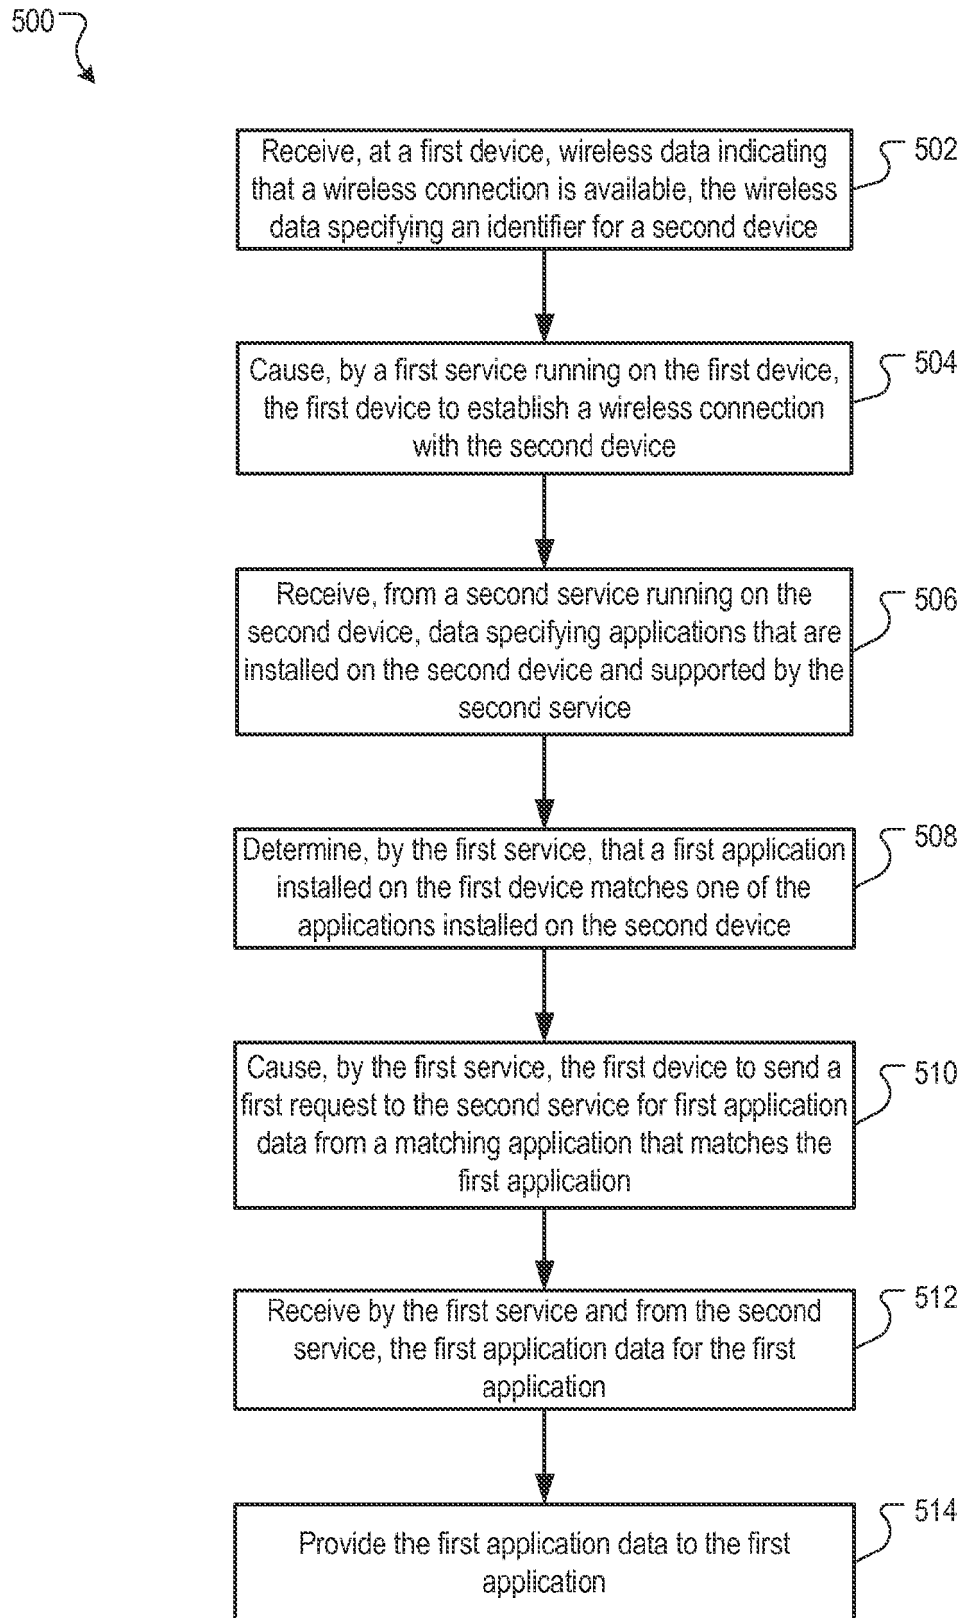 500
Receive, at a first device, wireless data indicating
that a wireless connection is available, the wireless
data specifying an identifier for a second device
502
Cause, by a first service running on the first device,
the first device to establish a wireless connection
with the second device
504
Receive, from a second service running on the
second device, data specifying applications that are
installed on the second device and supported by the
second service
506
Determine, by the first service, that a first application
installed on the first device matches one of the
applications installed on the second device
508
Cause, by the first service, the first device to send a
first request to the second service for first application
data from a matching application that matches the
first application
510
Receive by the first service and from the second
service, the first application data for the first
application
512
Provide the first application data to the first
application
514